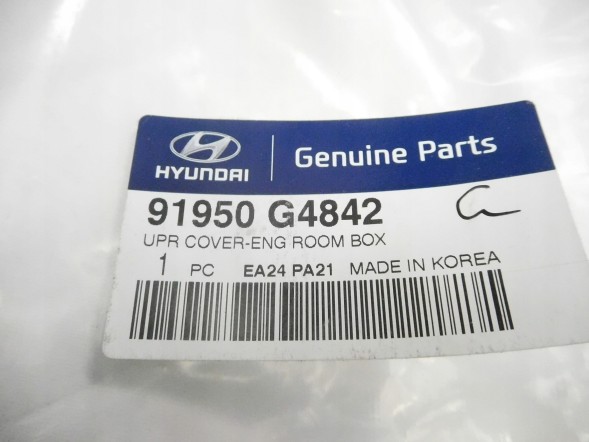 HYUNDAI | Genuine Parts
91950 G4842
UPR COVER-ENG ROOM BOX
1 PC EA24 PA21 MADE IN KOREA